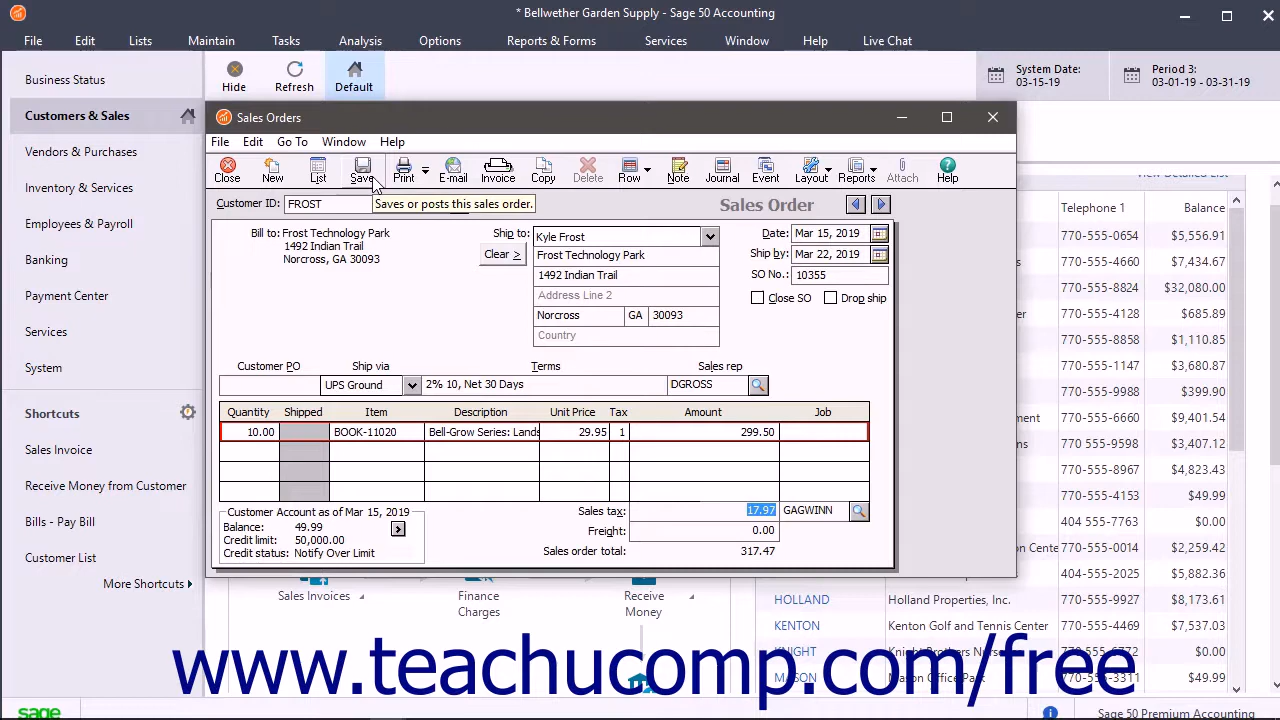 * Bellwether Garden Supply - Sage 50 Accounting
File Edit Lists Maintain Tasks Analysis Options Reports & Forms Services Window Help Live Chat
Business Status
Customers & Sales
Vendors & Purchases
Inventory & Services
Employees & Payroll
Banking
Payment Center
Services
System
Shortcuts
Sales Invoice
Receive Money from Customer
Bills - Pay Bill
Customer List
More Shortcuts
Hide Refresh Default
System Date:
03-15-19
Period 3:
03-01-19 - 03-31-19
Sales Orders
File Edit Go To Window Help
Close New List Save Print E-mail Invoice Copy Delete Row Note Journal Event Layout Reports Attach Help
Customer ID: FROST
Saves or posts this sales order.
Sales Order
Bill to: Frost Technology Park
1492 Indian Trail
Norcross, GA 30093
Ship to: Kyle Frost
Clear >
Frost Technology Park
1492 Indian Trail
Address Line 2
Norcross GA 30093
Country
Date: Mar 15, 2019
Ship by: Mar 22, 2019
SO No.: 10355
Close SO Drop ship
Customer PO Ship via Terms Sales rep
UPS Ground 2% 10, Net 30 Days DGROSS
Quantity Shipped Item Description Unit Price Tax Amount Job
10.00 BOOK-11020 Bell-Grow Series: Lands 29.95 1 299.50
Customer Account as of Mar 15, 2019
Balance: 49.99
Credit limit: 50,000.00
Credit status: Notify Over Limit
Sales tax: 17.97 GAGWINN
Freight: 0.00
Sales order total: 317.47
View Detailed List
Telephone 1 Balance
770-555-0654 $5,556.91
770-555-4660 $7,434.67
770-555-8824 $32,080.00
770-555-4128 $685.89
770-555-8858 $1,110.85
770-555-1147 $3,680.87
770-555-1392 $399.90
770-555-6660 $9,401.54
770 555-9598 $3,407.12
770-555-8967 $4,823.43
770-555-4153 $49.99
404 555-7763 $0.00
770-555-0014 $2,259.42
404-555-2025 $5,882.36
HOLLAND Holland Properties, Inc. 770-555-9927 $8,173.61
KENTON Kenton Golf and Tennis Center 770-555-4469 $7,537.03
KNIGHT $0.00
MASON Mason Office Park 770-555-3311 $49.99
Sales Invoices
Finance
Charges
Receive
Money
www.teachucomp.com/free
sage
Sage 50 Premium Accounting